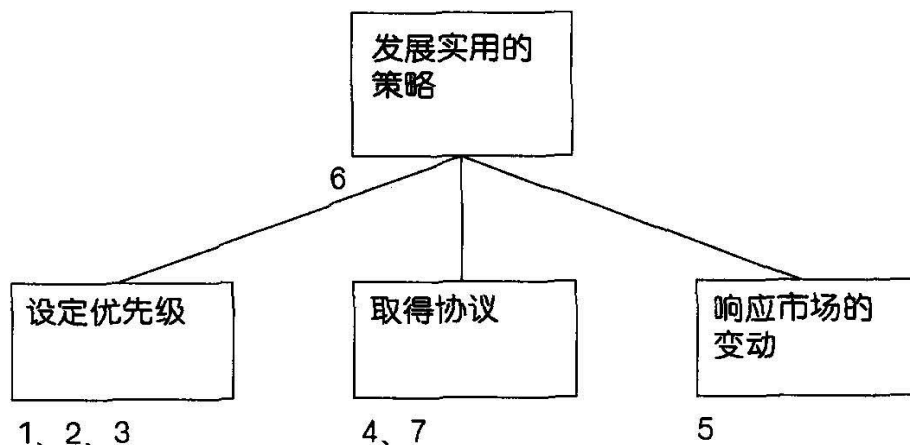 发展实用的
策略
6
设定优先级
取得协议
响应市场的
变动
1、2、3
4、7
5